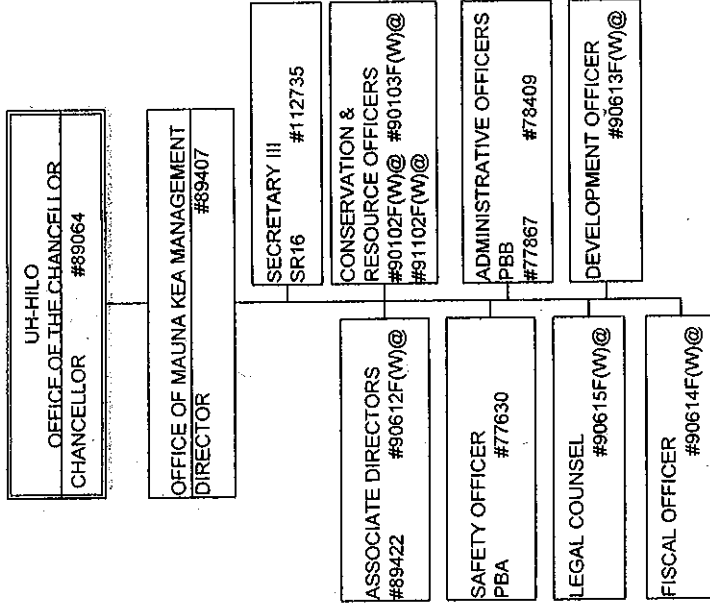 UH-HILO
OFFICE OF THE CHANCELLOR
CHANCELLOR #89064
OFFICE OF MAUNA KEA MANAGEMENT
DIRECTOR #89407
SECRETARY III
SR16 #112735
CONSERVATION &
RESOURCE OFFICERS
#90102F(W)@ #90103F(W)@
#91102F(W)@
ASSOCIATE DIRECTORS
#89422 #90612F(W)@
ADMINISTRATIVE OFFICERS
PBB
#77867 #78409
SAFETY OFFICER
PBA #77630
DEVELOPMENT OFFICER
#90613F(W)@
LEGAL COUNSEL
#90615F(W)@
FISCAL OFFICER
#90614F(W)@